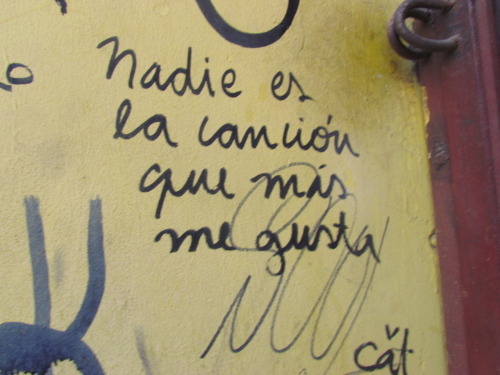 Nadie es
la canción
que más
me gusta
căt